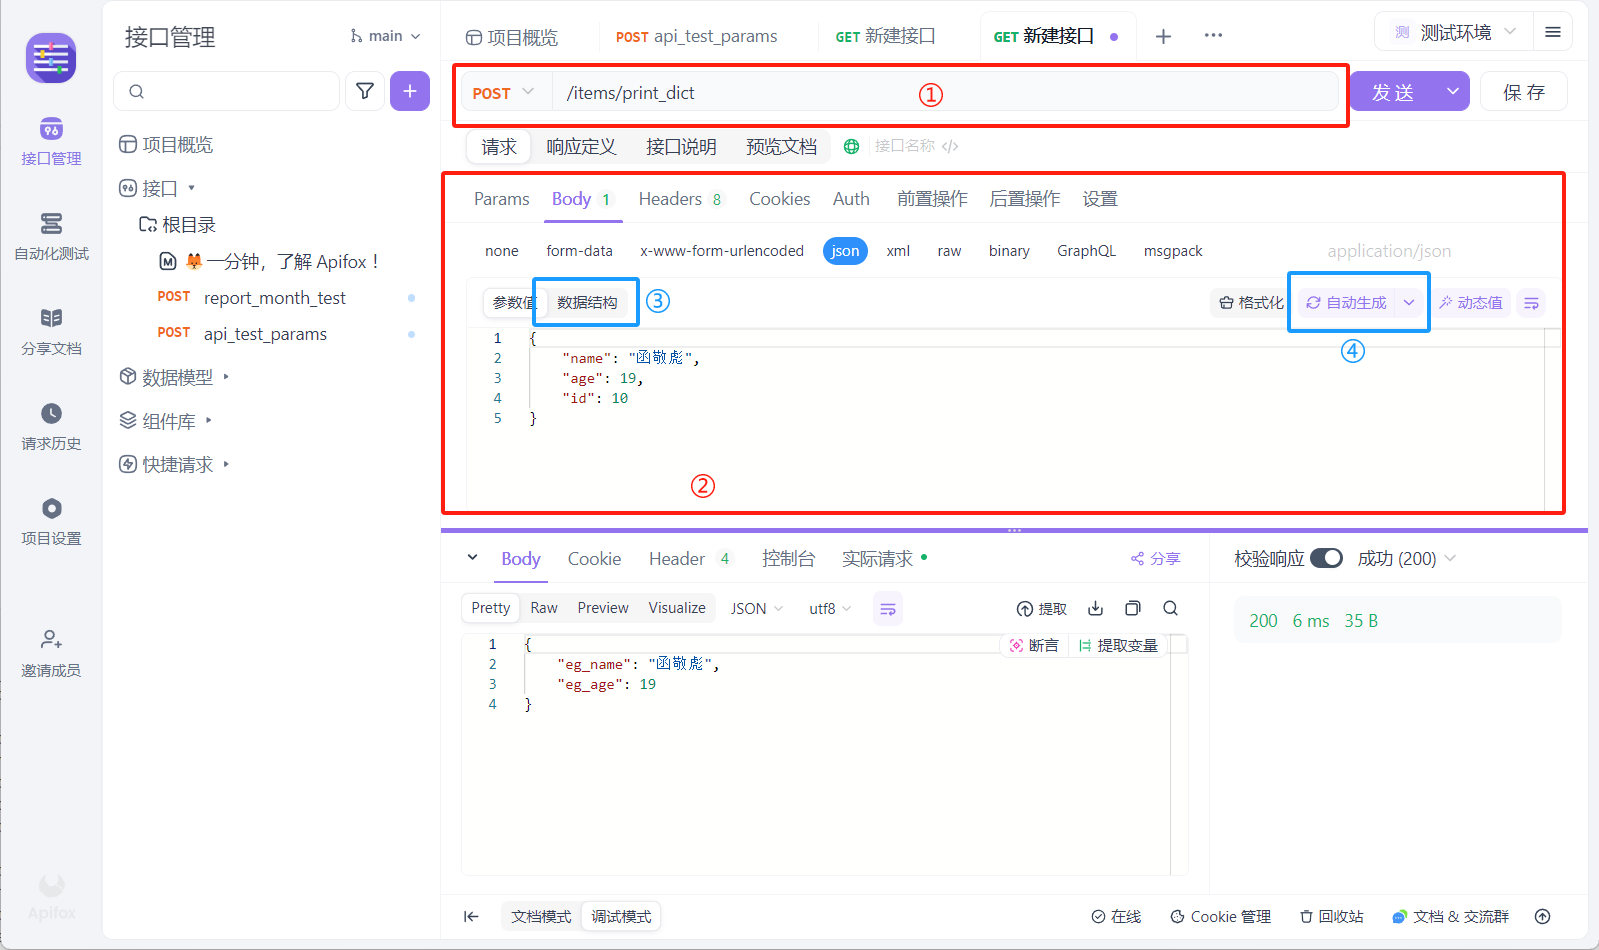 接口管理
自动化测试
分享文档
请求历史
项目设置
邀请成员
Apifox
接口管理
main
项目概览
接口
根目录
一分钟，了解 Apifox！
POST report_month_test
POST api_test_params
数据模型
组件库
快捷请求
项目概览
POST api_test_params
GET 新建接口
GET 新建接口
测 测试环境
POST /items/print_dict
①
发 送
保 存
请求 响应定义 接口说明 预览文档 接口名称 </>
Params Body 1 Headers 8 Cookies Auth 前置操作 后置操作 设置
none form-data x-www-form-urlencoded json xml raw binary GraphQL msgpack application/json
参数值 数据结构 ③ 格式化 自动生成 动态值
④
1 {
2 "name": "函敬彪",
3 "age": 19,
4 "id": 10
5 }
②
Body Cookie Header 4 控制台 实际请求 分享
校验响应 成功 (200)
Pretty Raw Preview Visualize JSON utf8 提取
200 6 ms 35 B
断言 提取变量
1 {
2 "eg_name": "函敬彪",
3 "eg_age": 19
4 }
文档模式 调试模式 在线 Cookie 管理 回收站 文档 & 交流群